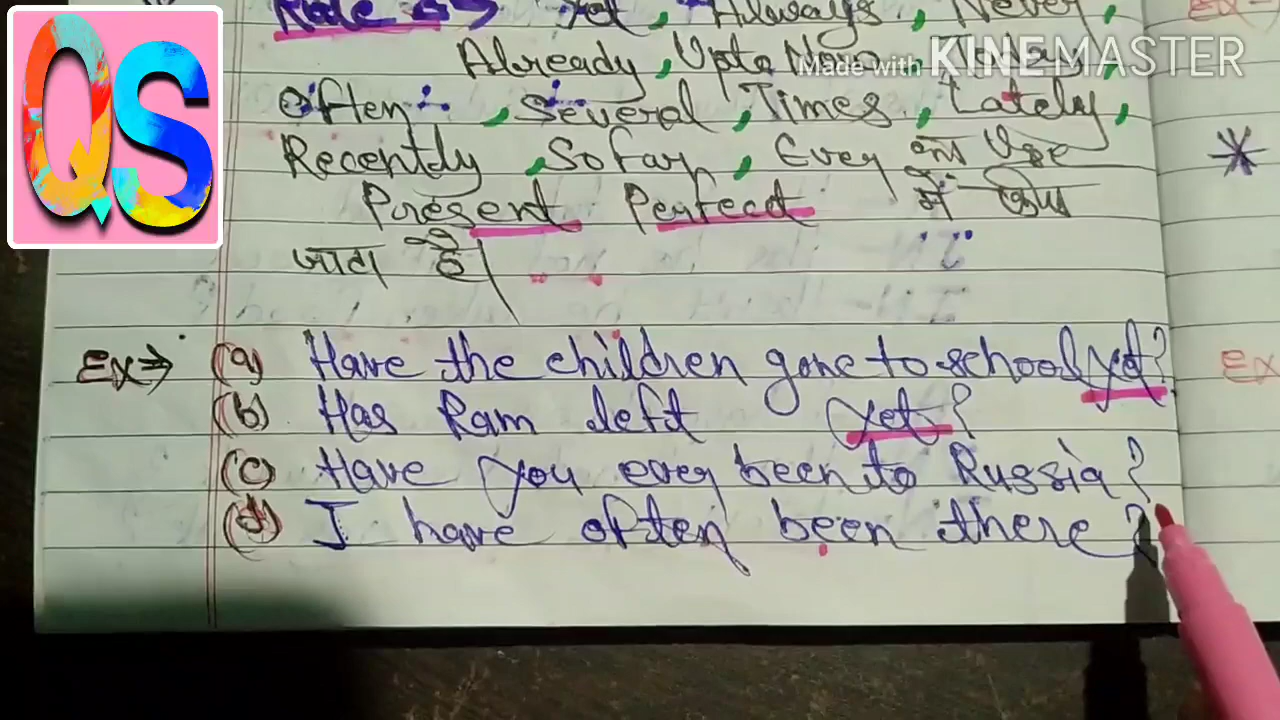 QS
Rule ⇒ Yet, Always, Never,
Already, Upto Now, Today,
Made with KINEMASTER
Often, Several, Times, Lately,
Recently, So far, Ever का Use
Present Perfect में किया
जाता है।
Ex ⇒ (a) Have the children gone to school yet?
(b) Has Ram left yet?
(c) Have you ever been to Russia?
(d) I have often been there?
Ex